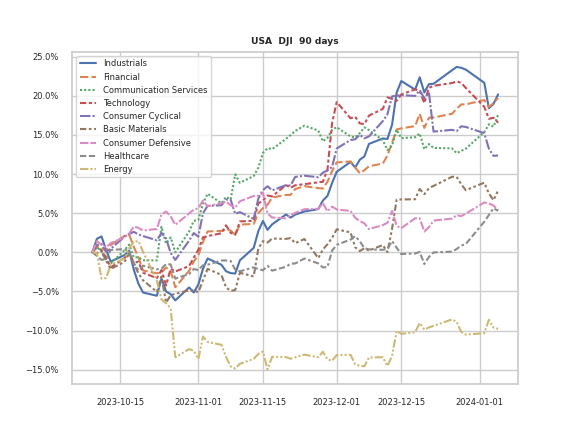 USA  DJI  90 days
25.0%
20.0%
15.0%
10.0%
5.0%
0.0%
−5.0%
−10.0%
−15.0%
Industrials
Financial
Communication Services
Technology
Consumer Cyclical
Basic Materials
Consumer Defensive
Healthcare
Energy
2023-10-15
2023-11-01
2023-11-15
2023-12-01
2023-12-15
2024-01-01